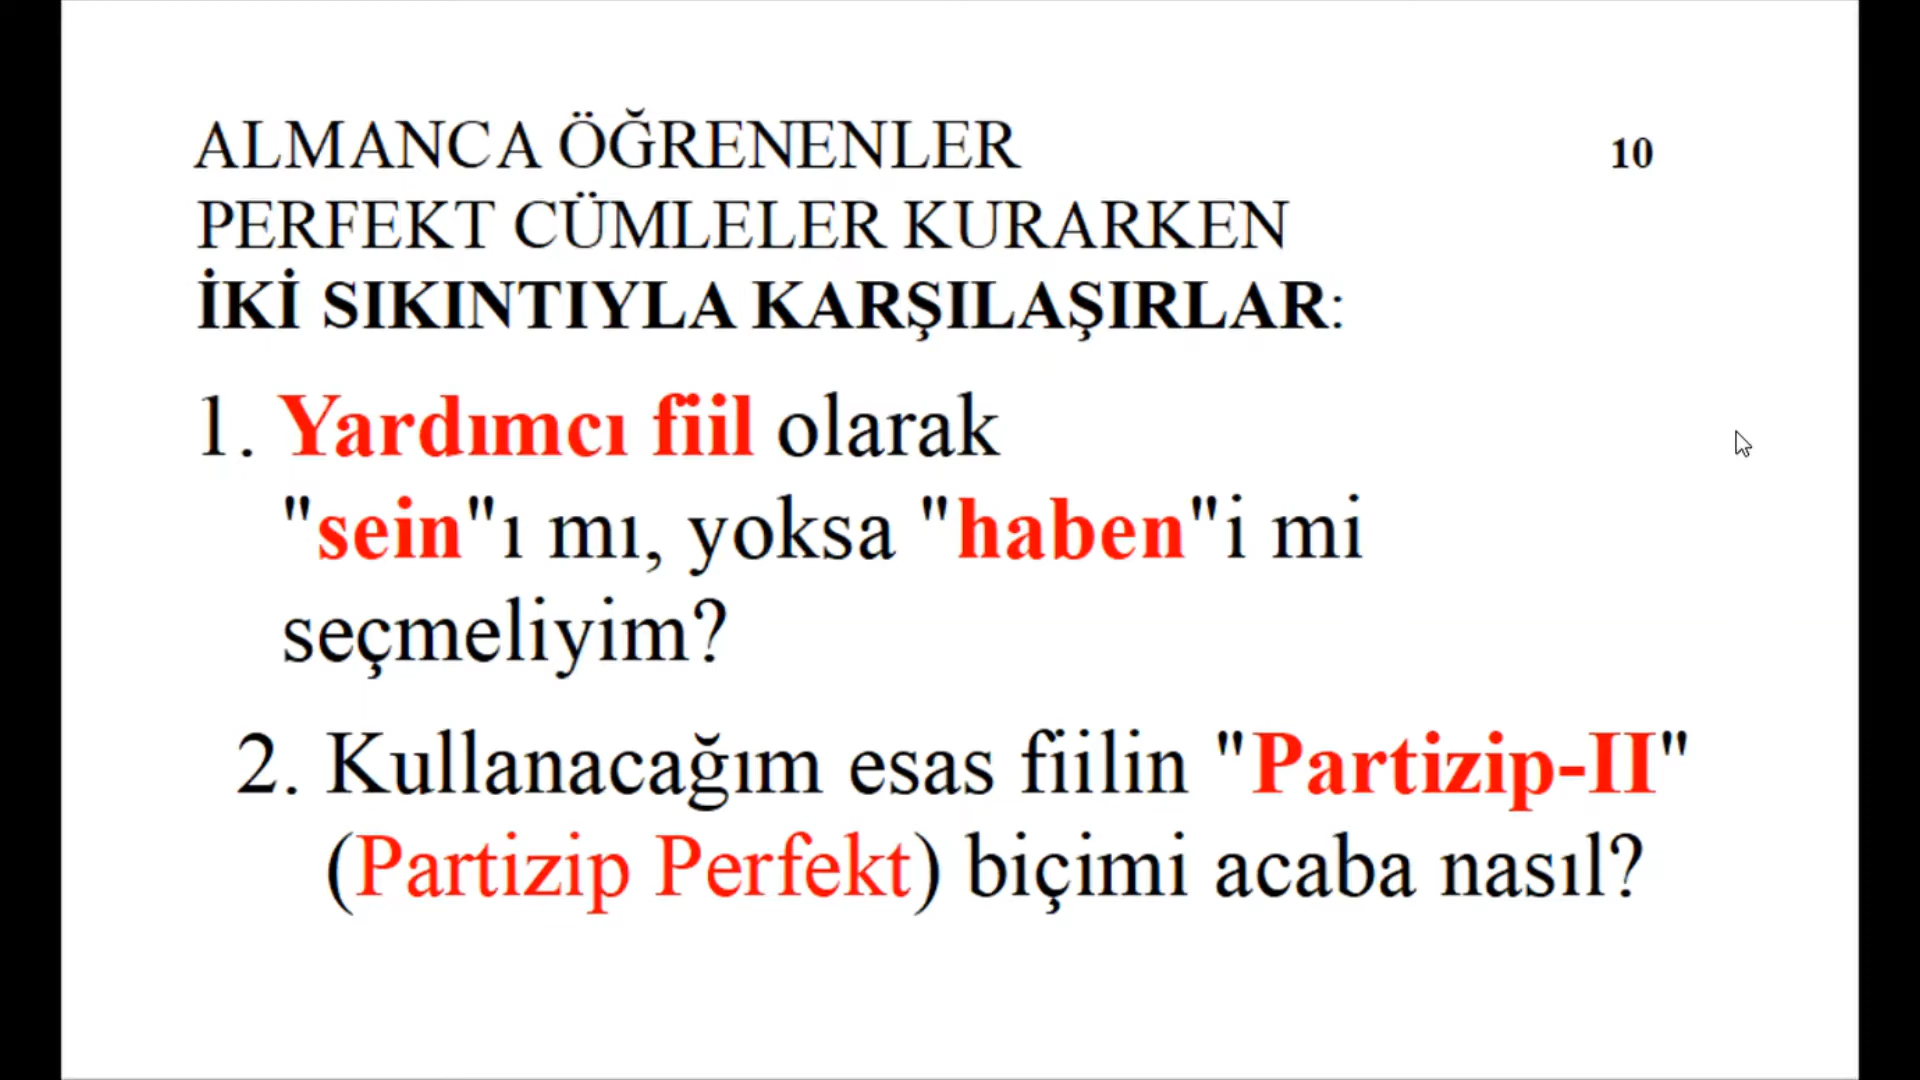 ALMANCA ÖĞRENENLER 10
PERFEKT CÜMLELER KURARKEN
İKİ SIKINTIYLA KARŞILAŞIRLAR:
1. Yardımcı fiil olarak
"sein"ı mı, yoksa "haben"i mi
seçmeliyim?
2. Kullanacağım esas fiilin "Partizip-II"
(Partizip Perfekt) biçimi acaba nasıl?